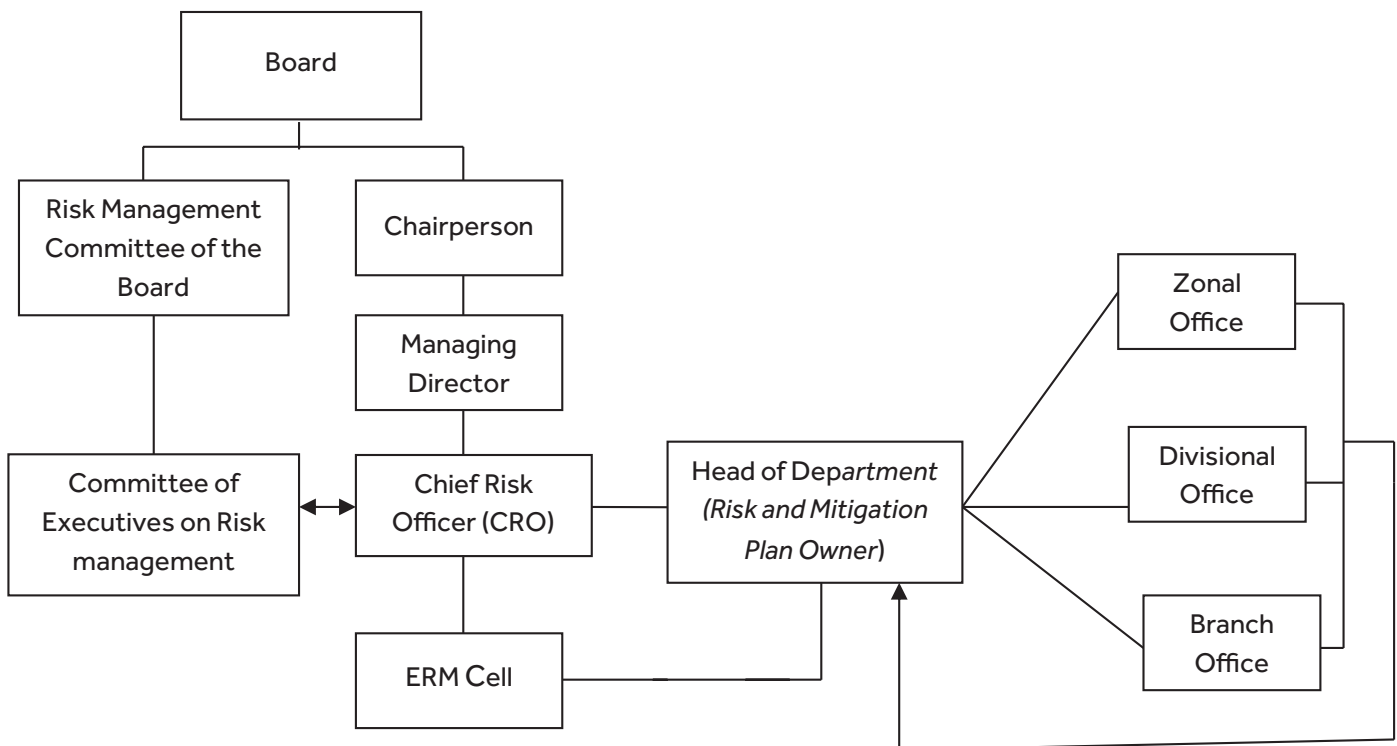 Board
Risk Management
Committee of the
Board
Chairperson
Managing
Director
Zonal
Office
Committee of
Executives on Risk
management
Chief Risk
Officer (CRO)
Head of Department
(Risk and Mitigation
Plan Owner)
Divisional
Office
Branch
Office
ERM Cell